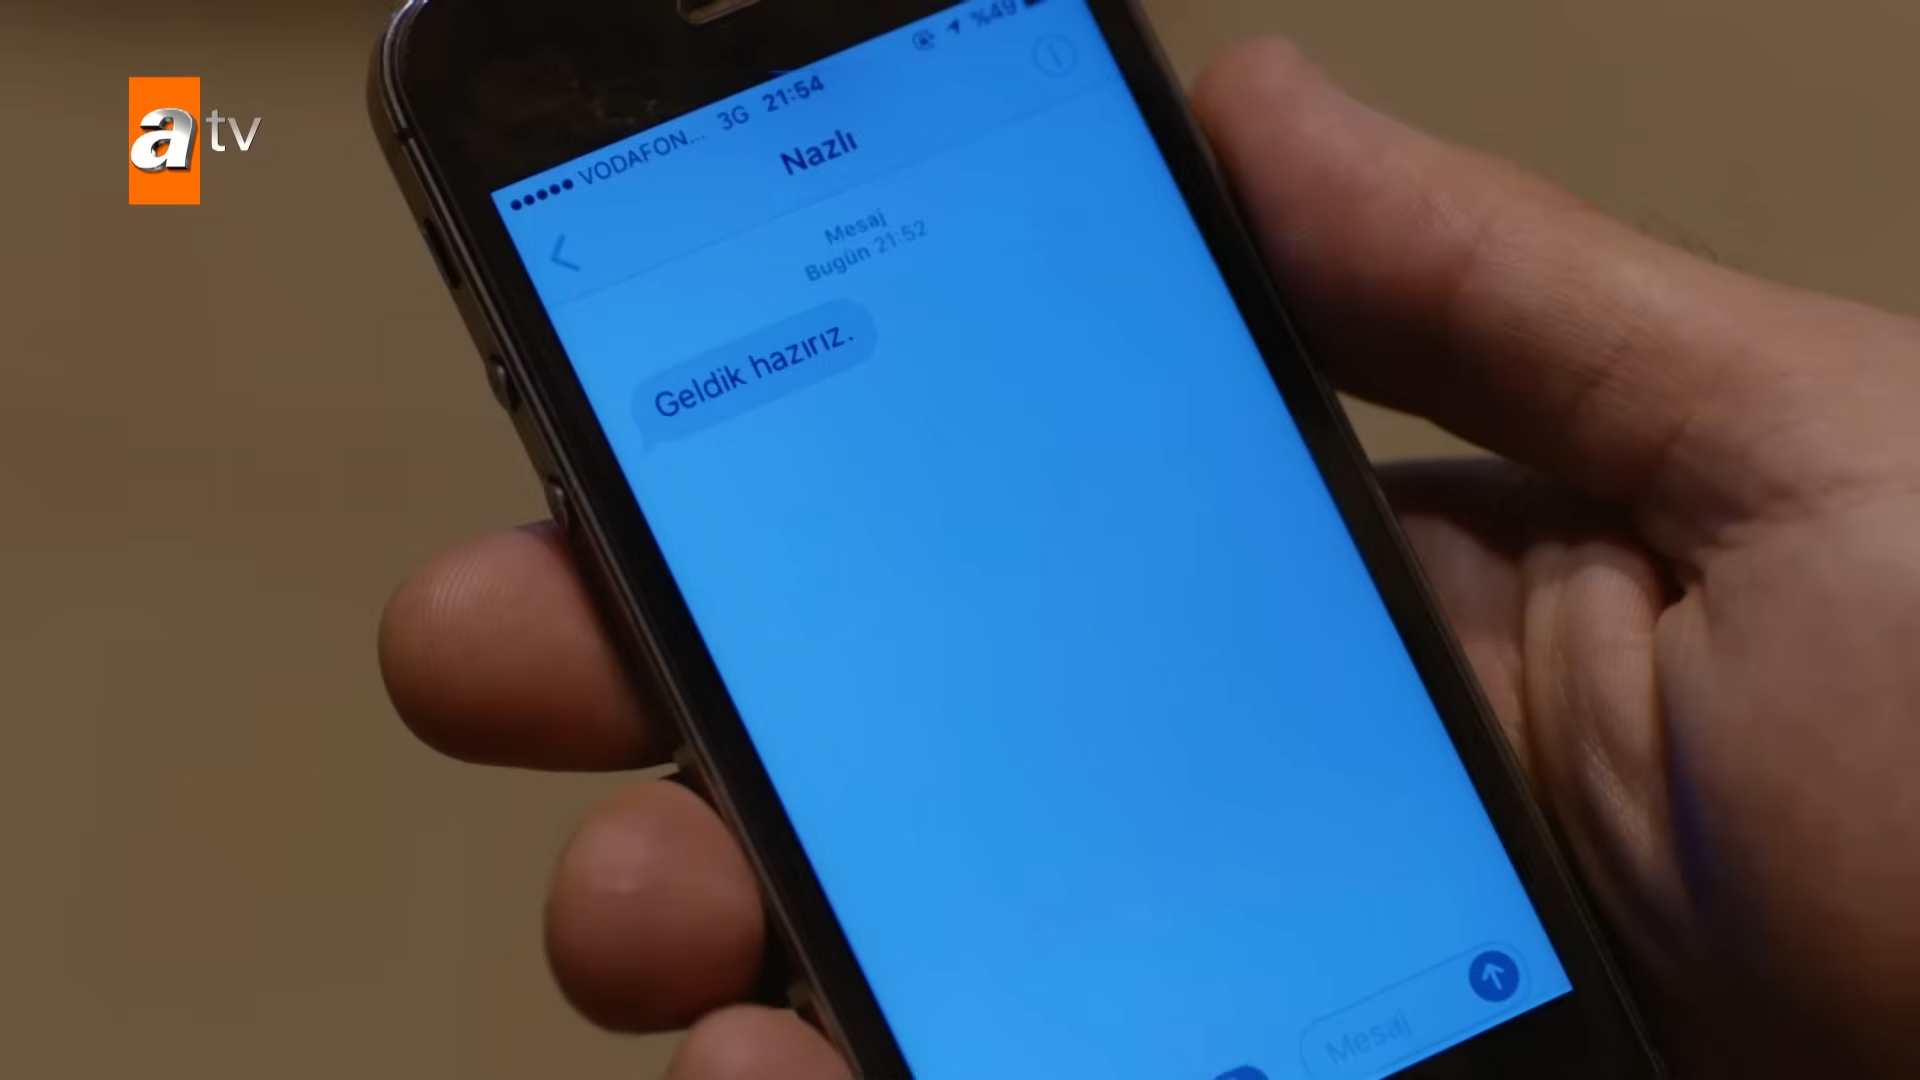 atv
●●●●● VODAFON... 3G 21:54 %49
Nazlı
Mesaj
Bugün 21:52
Geldik hazırız.
Mesaj